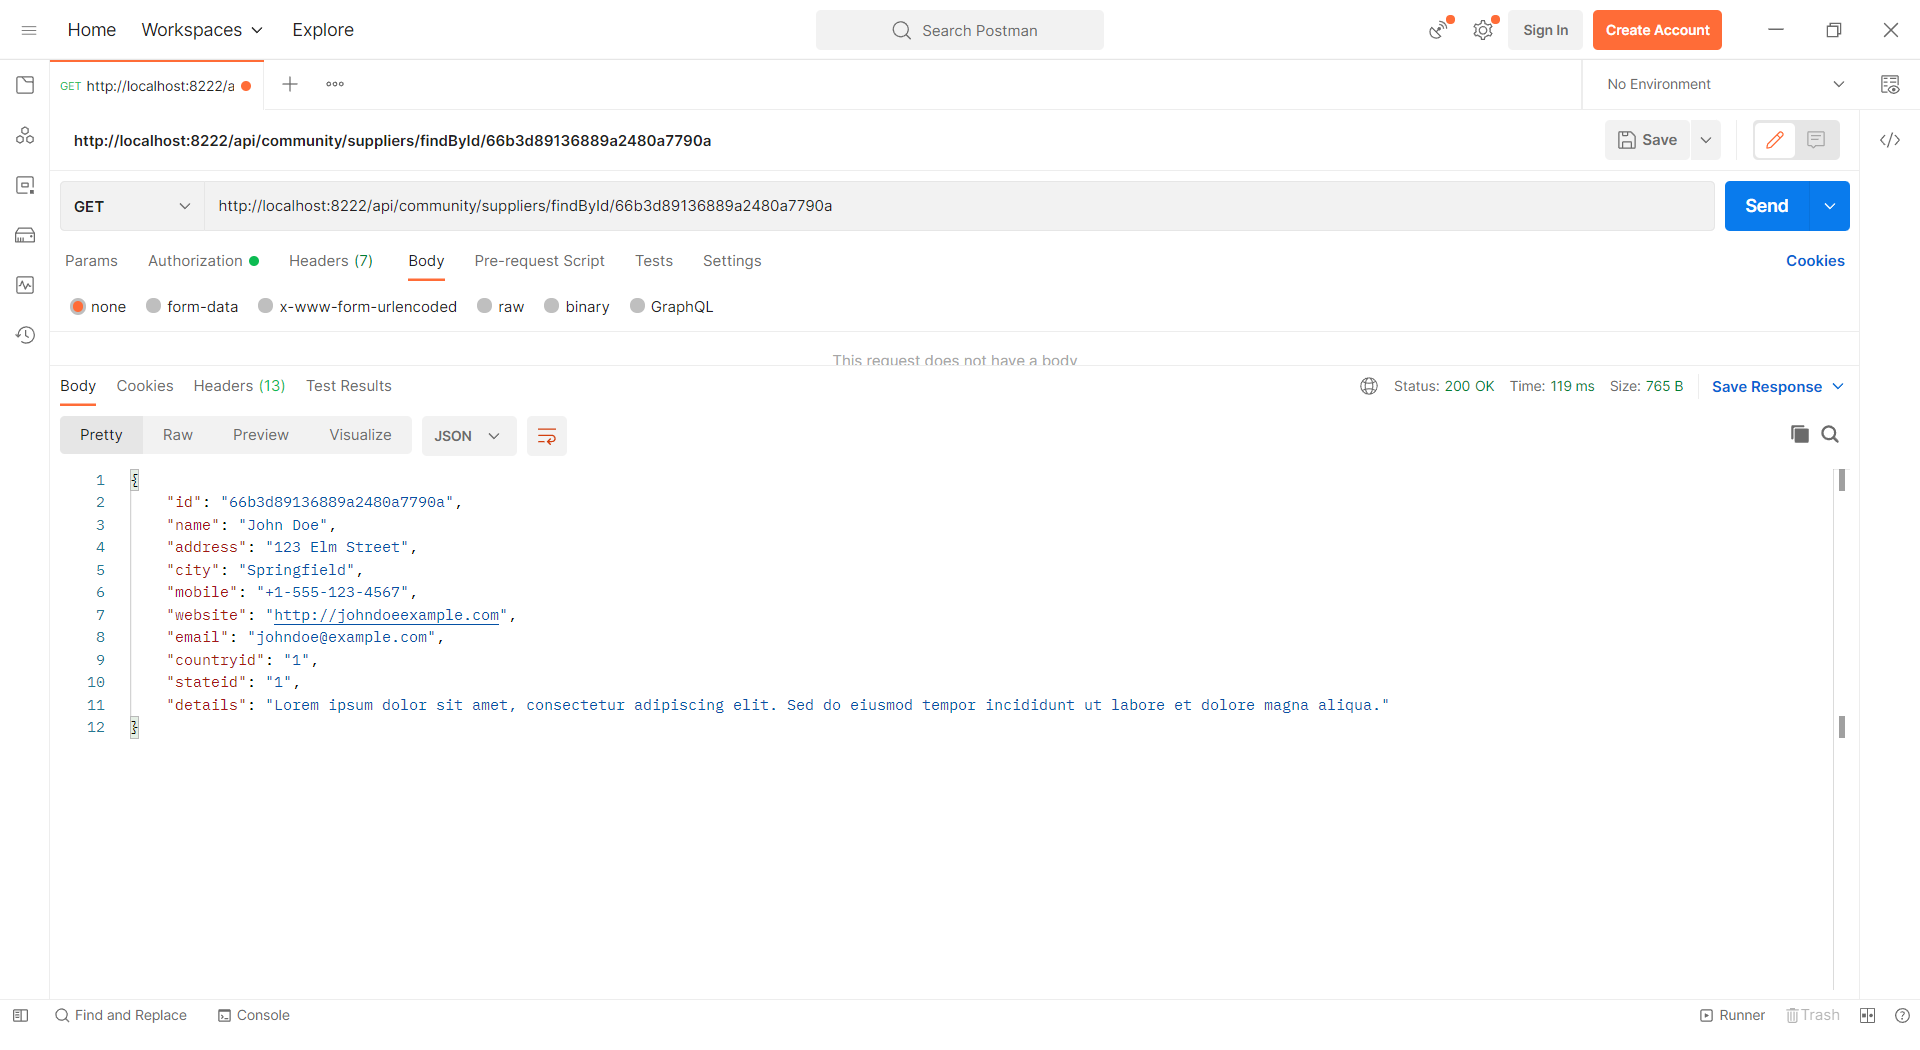 Home Workspaces Explore Search Postman Sign In Create Account
GET http://localhost:8222/a No Environment
http://localhost:8222/api/community/suppliers/findById/66b3d89136889a2480a7790a Save
GET http://localhost:8222/api/community/suppliers/findById/66b3d89136889a2480a7790a Send
Params Authorization Headers (7) Body Pre-request Script Tests Settings Cookies
none form-data x-www-form-urlencoded raw binary GraphQL
This request does not have a body
Body Cookies Headers (13) Test Results Status: 200 OK Time: 119 ms Size: 765 B Save Response
Pretty Raw Preview Visualize JSON
1 {
2 "id": "66b3d89136889a2480a7790a",
3 "name": "John Doe",
4 "address": "123 Elm Street",
5 "city": "Springfield",
6 "mobile": "+1-555-123-4567",
7 "website": "http://johndoeexample.com",
8 "email": "johndoe@example.com",
9 "countryid": "1",
10 "stateid": "1",
11 "details": "Lorem ipsum dolor sit amet, consectetur adipiscing elit. Sed do eiusmod tempor incididunt ut labore et dolore magna aliqua."
12 }
Find and Replace Console Runner Trash